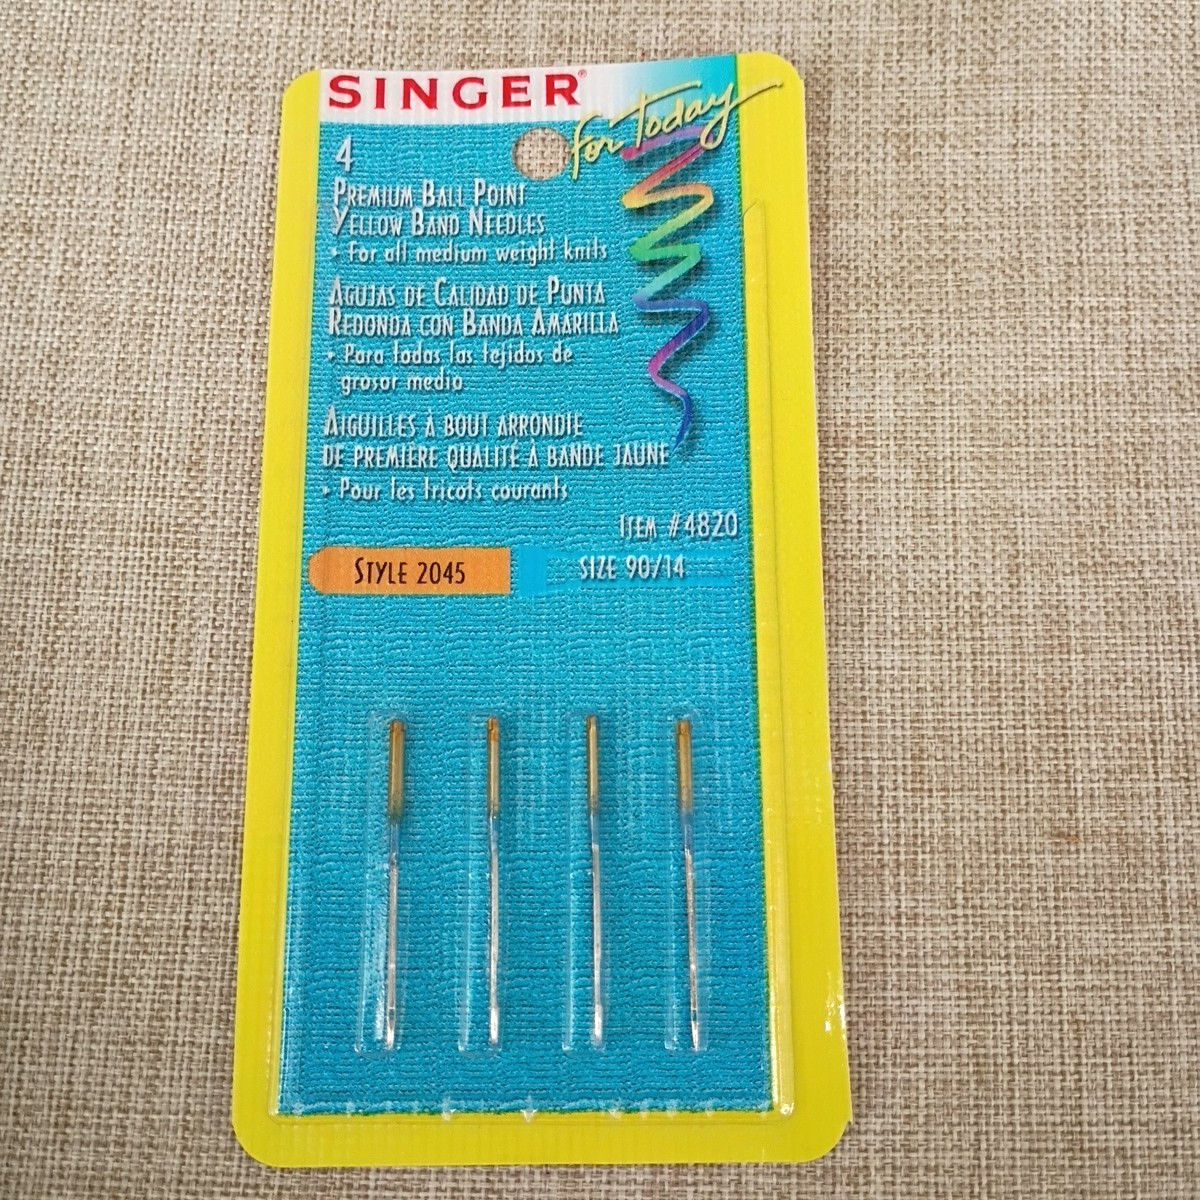 SINGER®
for Today
4
PREMIUM BALL POINT
YELLOW BAND NEEDLES
• For all medium weight knits
AGUJAS DE CALIDAD DE PUNTA
REDONDA CON BANDA AMARILLA
• Para todas las tejidos de
grosor medio
AIGUILLES À BOUT ARRONDIE
DE PREMIÈRE QUALITÉ À BANDE JAUNE
• Pour les tricots courants
ITEM #4820
STYLE 2045
SIZE 90/14